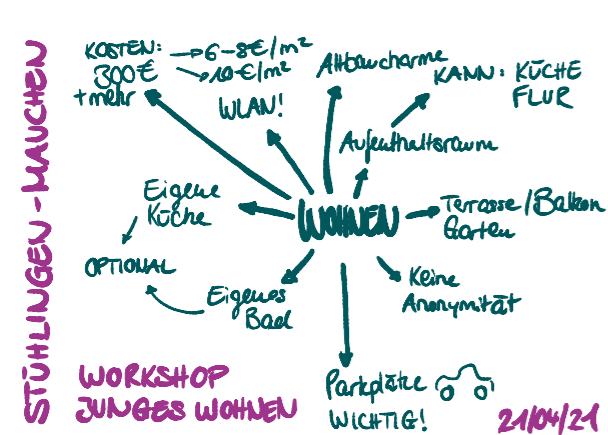 STÜHLINGEN-MAUCHEN
KOSTEN:
300€
+mehr
6-8€/m²
10€/m²
WLAN!
Altbaucharme
KANN: KÜCHE
FLUR
Aufenthaltsraum
Eigene
Küche
WOHNEN
Terrasse/Balkon
Garten
OPTIONAL
Eigenes
Bad
Keine
Anonymität
Parkplätze
WICHTIG!
WORKSHOP
JUNGES WOHNEN
21/04/21